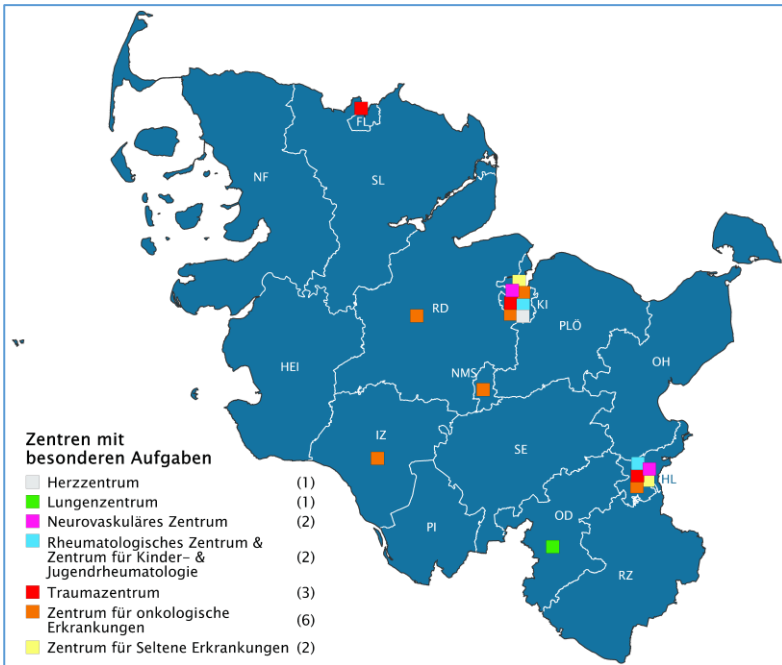 FL
NF
SL
RD
KI
PLÖ
OH
HEI
NMS
IZ
SE
HL
PI
OD
RZ
Zentren mit
besonderen Aufgaben
Herzzentrum (1)
Lungenzentrum (1)
Neurovaskuläres Zentrum (2)
Rheumatologisches Zentrum &
Zentrum für Kinder- & (2)
Jugendrheumatologie
Traumazentrum (3)
Zentrum für onkologische (6)
Erkrankungen
Zentrum für Seltene Erkrankungen (2)